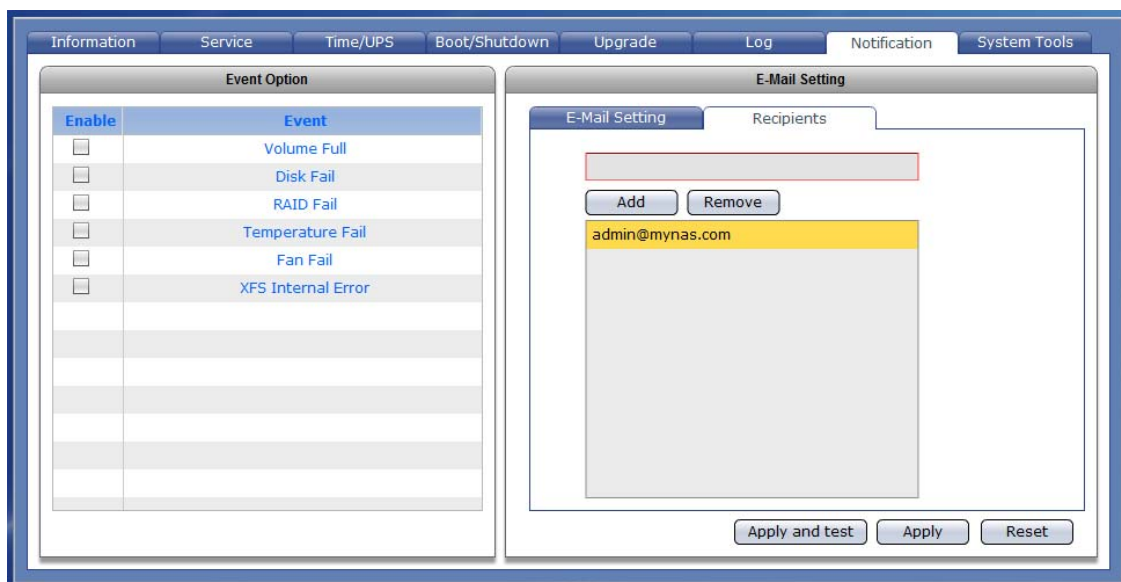 Information Service Time/UPS Boot/Shutdown Upgrade Log Notification System Tools
Event Option
Enable Event
Volume Full
Disk Fail
RAID Fail
Temperature Fail
Fan Fail
XFS Internal Error
E-Mail Setting
E-Mail Setting Recipients
Add Remove
admin@mynas.com
Apply and test Apply Reset